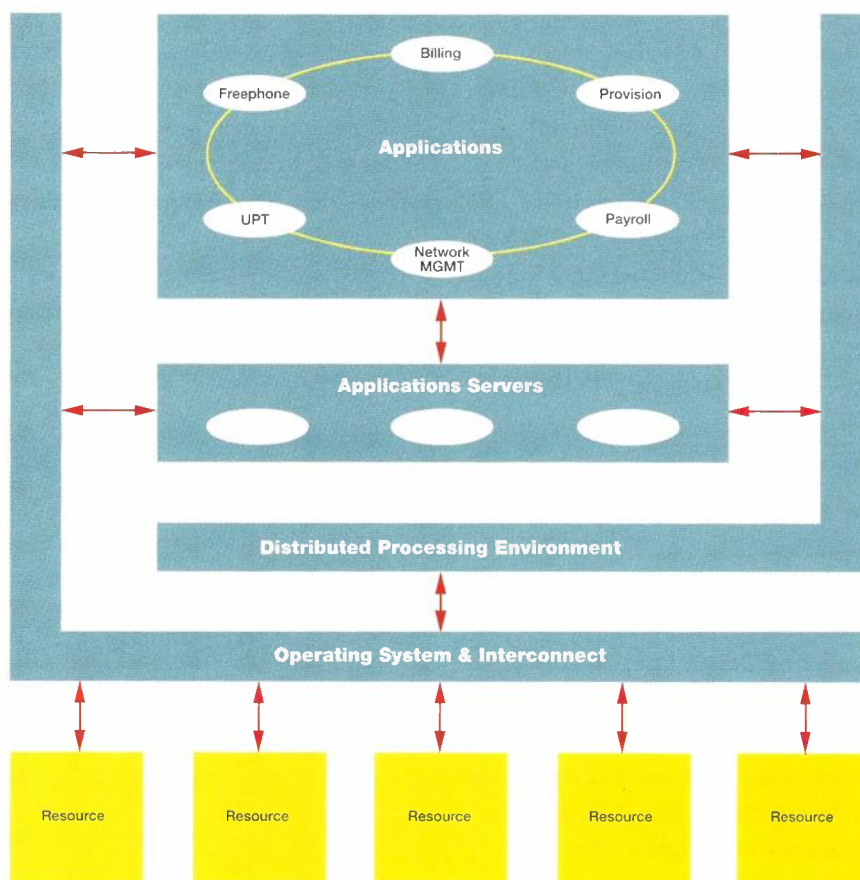 Billing
Freephone
Provision
Applications
UPT
Payroll
Network
MGMT
Applications Servers
Distributed Processing Environment
Operating System & Interconnect
Resource
Resource
Resource
Resource
Resource